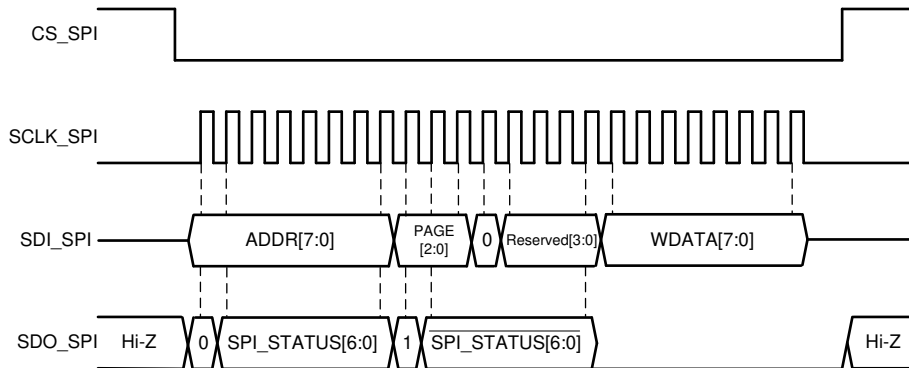 CS_SPI
SCLK_SPI
SDI_SPI
ADDR[7:0]
PAGE
[2:0]
0
Reserved[3:0]
WDATA[7:0]
SDO_SPI
Hi-Z
0
SPI_STATUS[6:0]
1
SPI_STATUS[6:0]
Hi-Z